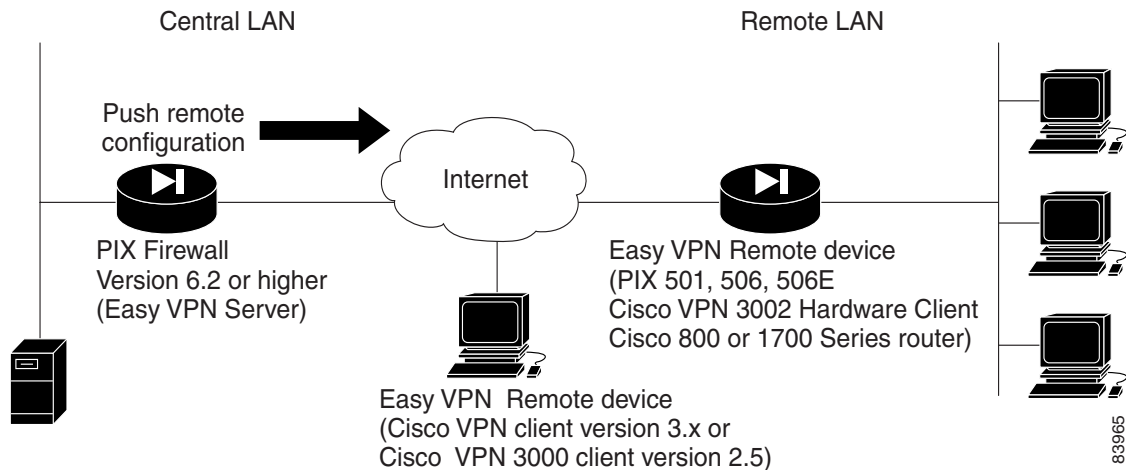 Central LAN
Remote LAN
Push remote
configuration
Internet
PIX Firewall
Version 6.2 or higher
(Easy VPN Server)
Easy VPN Remote device
(PIX 501, 506, 506E
Cisco VPN 3002 Hardware Client
Cisco 800 or 1700 Series router)
Easy VPN Remote device
(Cisco VPN client version 3.x or
Cisco VPN 3000 client version 2.5)
83965